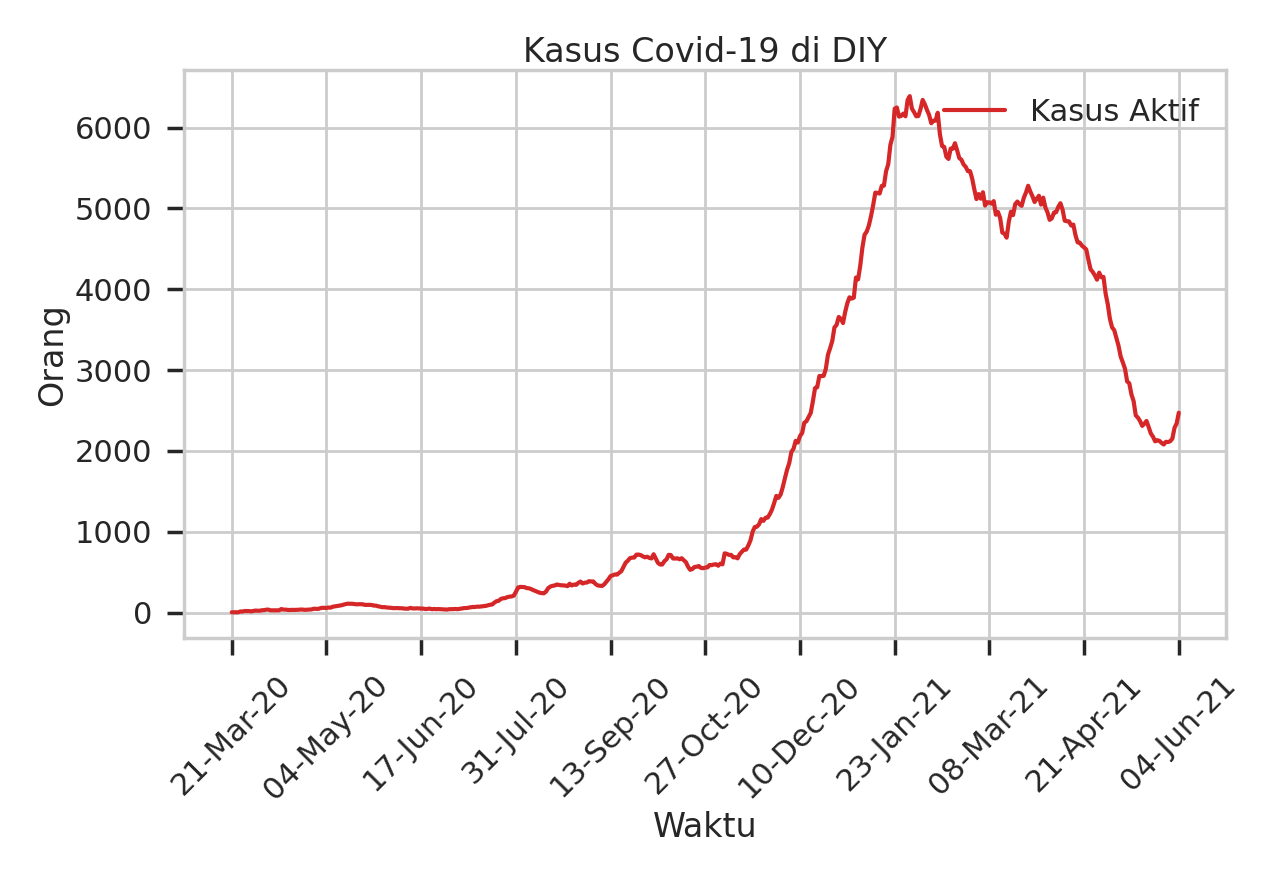 Kasus Covid-19 di DIY
Kasus Aktif
Orang
6000
5000
4000
3000
2000
1000
0
21-Mar-20
04-May-20
17-Jun-20
31-Jul-20
13-Sep-20
27-Oct-20
10-Dec-20
23-Jan-21
08-Mar-21
21-Apr-21
04-Jun-21
Waktu